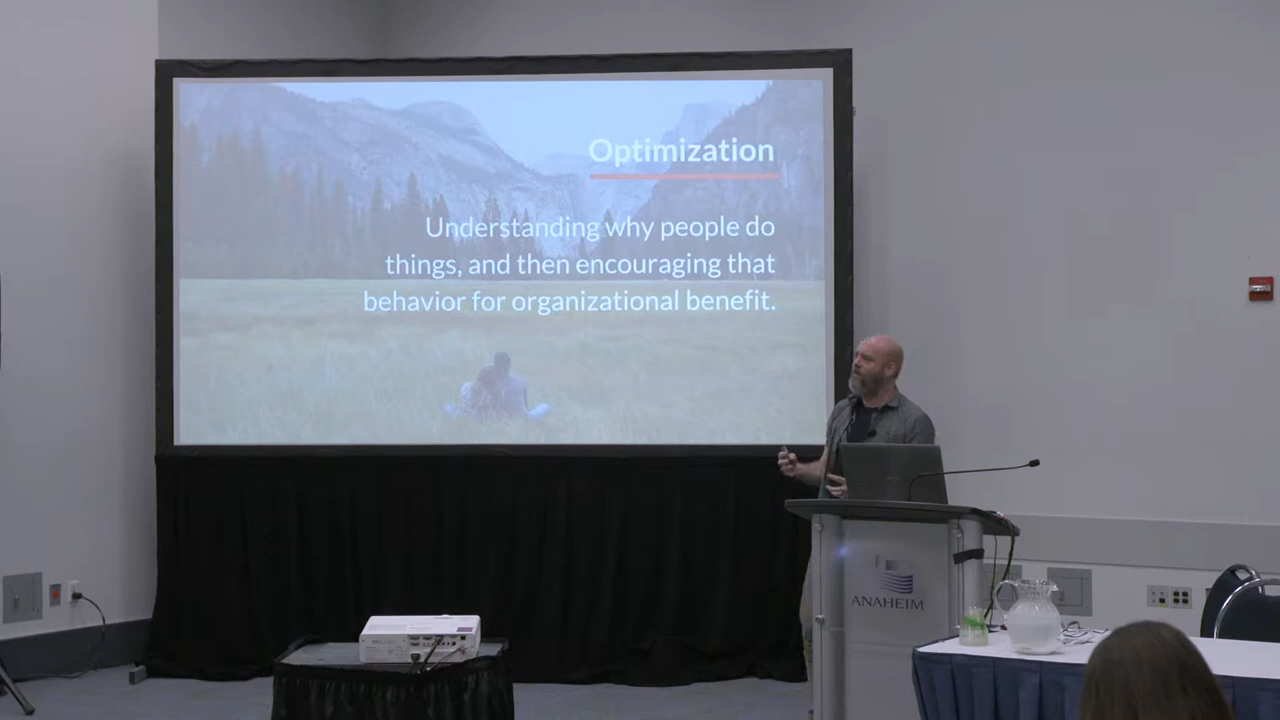 Optimization
Understanding why people do
things, and then encouraging that
behavior for organizational benefit.
ANAHEIM